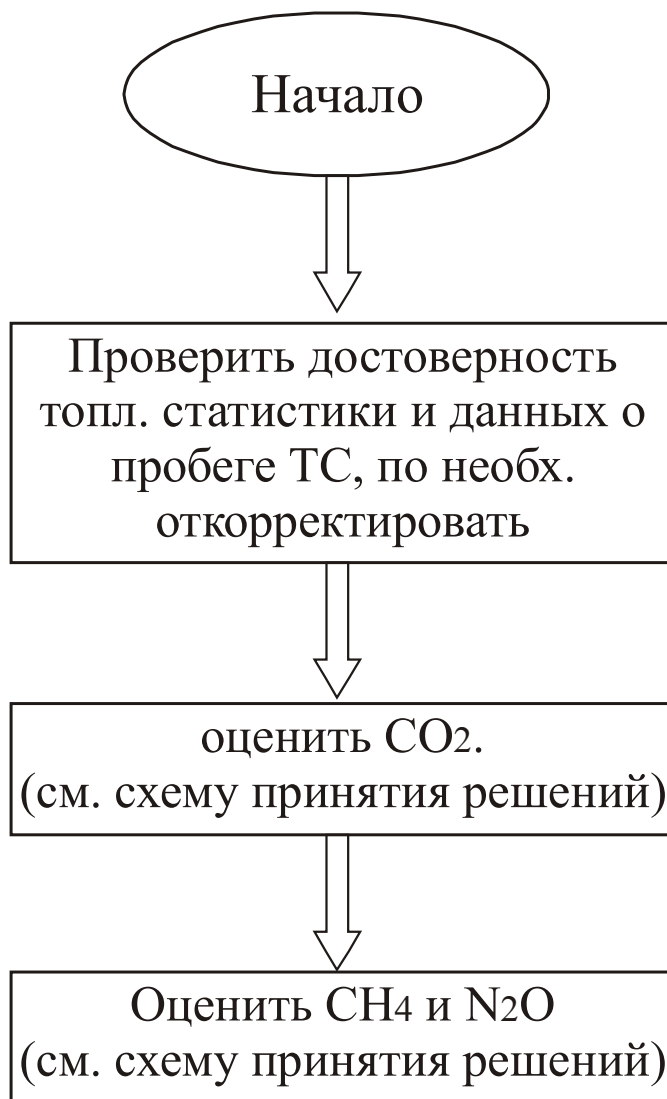 Начало
Проверить достоверность
топл. статистики и данных о
пробеге ТС, по необх.
откорректировать
оценить CO2.
(см. схему принятия решений)
Оценить CH4 и N2O
(см. схему принятия решений)